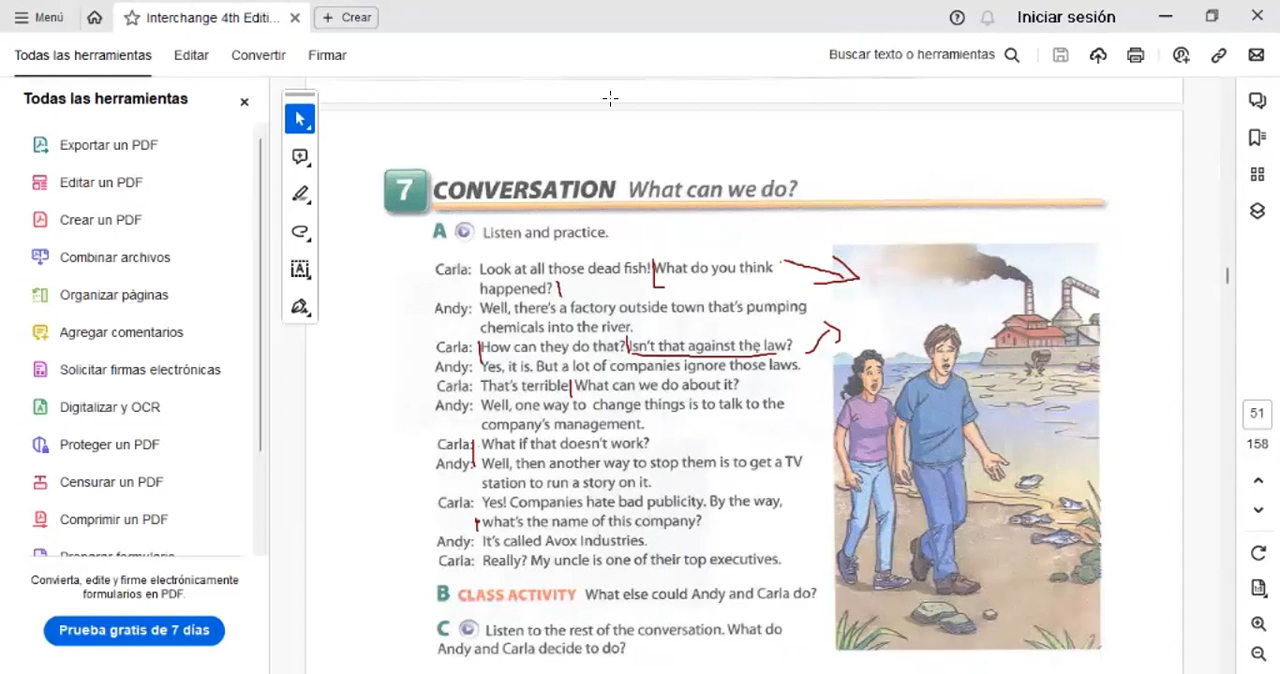 Menú
Interchange 4th Editi...
Crear
Iniciar sesión
Todas las herramientas
Editar
Convertir
Firmar
Buscar texto o herramientas
Todas las herramientas
Exportar un PDF
Editar un PDF
Crear un PDF
Combinar archivos
Organizar páginas
Agregar comentarios
Solicitar firmas electrónicas
Digitalizar y OCR
Proteger un PDF
Censurar un PDF
Comprimir un PDF
Preparar formulario
Convierta, edite y firme electrónicamente
formularios en PDF.
Prueba gratis de 7 días
7 CONVERSATION What can we do?
A Listen and practice.
Carla: Look at all those dead fish! What do you think
happened?
Andy: Well, there's a factory outside town that's pumping
chemicals into the river.
Carla: How can they do that? Isn't that against the law?
Andy: Yes, it is. But a lot of companies ignore those laws.
Carla: That's terrible What can we do about it?
Andy: Well, one way to change things is to talk to the
company's management.
Carla: What if that doesn't work?
Andy: Well, then another way to stop them is to get a TV
station to run a story on it.
Carla: Yes! Companies hate bad publicity. By the way,
what's the name of this company?
Andy: It's called Avox Industries.
Carla: Really? My uncle is one of their top executives.
B CLASS ACTIVITY What else could Andy and Carla do?
C Listen to the rest of the conversation. What do
Andy and Carla decide to do?
51
158